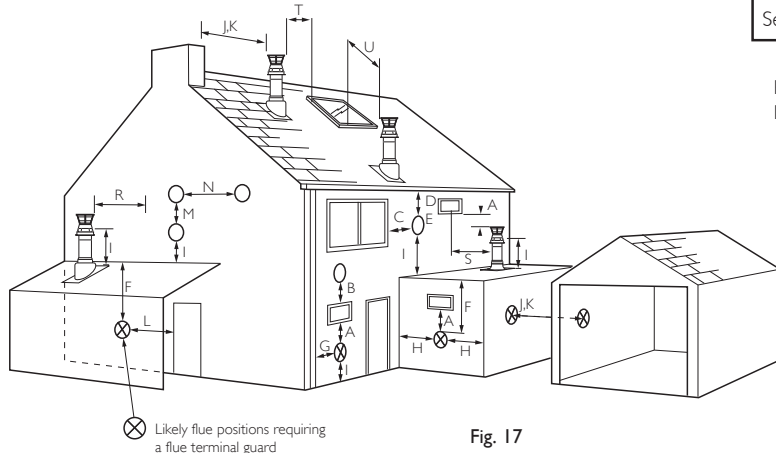 Se
T
J,K
U
R
N
M
I
I
D
E
A
C
I
S
I
F
L
B
A
G
I
F
A
H
H
J,K
Likely flue positions requiring
a flue terminal guard
Fig. 17